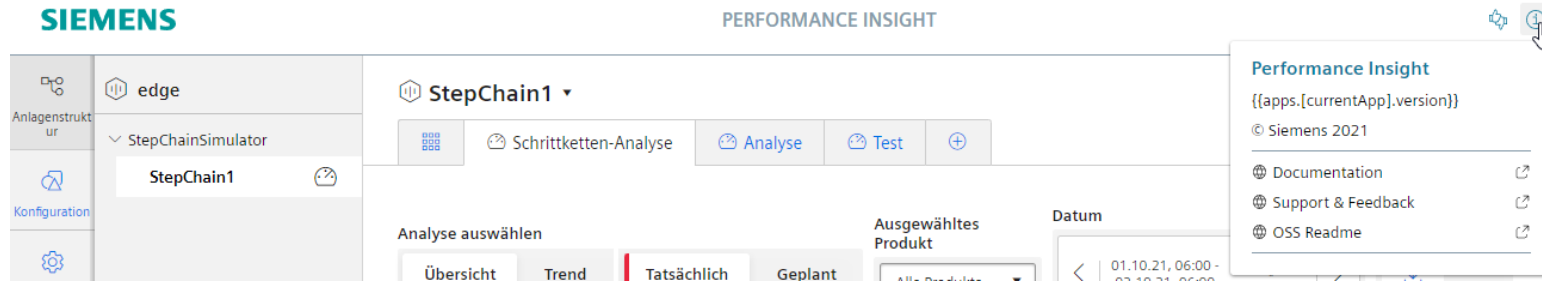 SIEMENS
PERFORMANCE INSIGHT
Anlagenstrukt
ur
Konfiguration
edge
StepChainSimulator
StepChain1
StepChain1
Schrittketten-Analyse
Analyse
Test
Analyse auswählen
Übersicht
Trend
Tatsächlich
Geplant
Ausgewähltes
Produkt
Alle Produkte
Datum
01.10.21, 06:00 -
Performance Insight
{{apps.[currentApp].version}}
© Siemens 2021
Documentation
Support & Feedback
OSS Readme